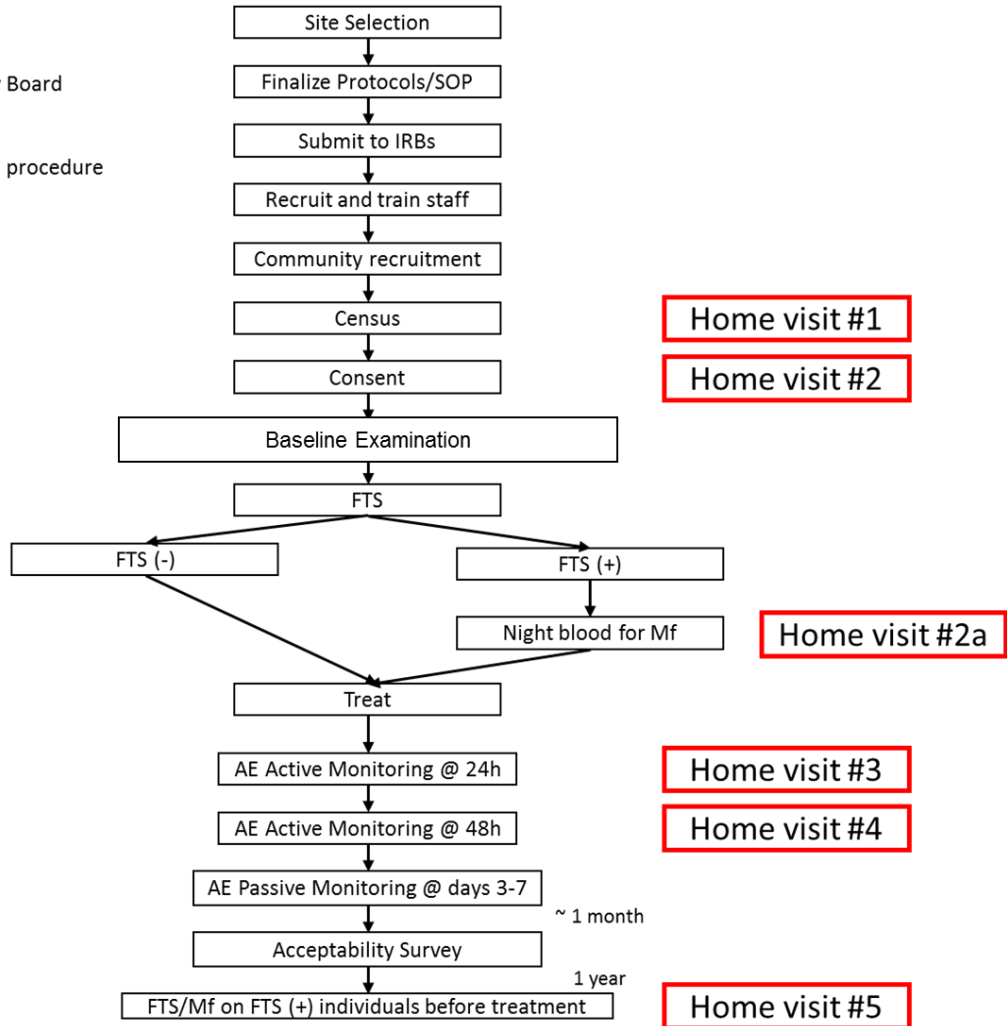 Site Selection
Board
Finalize Protocols/SOP
Submit to IRBs
procedure
Recruit and train staff
Community recruitment
Census
Home visit #1
Consent
Home visit #2
Baseline Examination
FTS
FTS (-)
FTS (+)
Night blood for Mf
Home visit #2a
Treat
AE Active Monitoring @ 24h
Home visit #3
AE Active Monitoring @ 48h
Home visit #4
AE Passive Monitoring @ days 3-7
~ 1 month
Acceptability Survey
1 year
FTS/Mf on FTS (+) individuals before treatment
Home visit #5